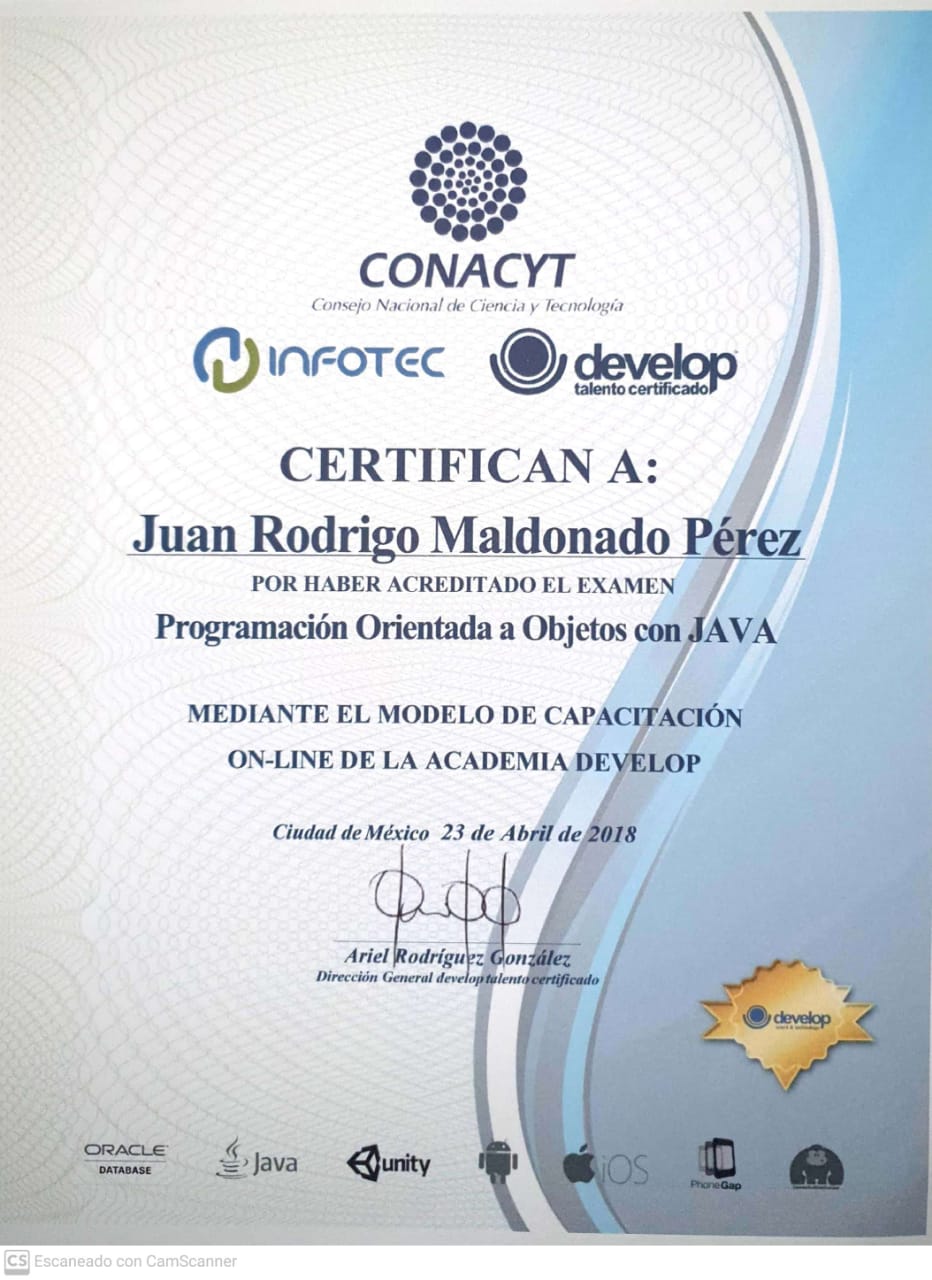 CONACYT
Consejo Nacional de Ciencia y Tecnología
INFOTEC
develop
talento certificado
CERTIFICAN A:
Juan Rodrigo Maldonado Pérez
POR HABER ACREDITADO EL EXAMEN
Programación Orientada a Objetos con JAVA
MEDIANTE EL MODELO DE CAPACITACIÓN
ON-LINE DE LA ACADEMIA DEVELOP
Ciudad de México 23 de Abril de 2018
Ariel Rodríguez González
Dirección General develop talento certificado
develop
ORACLE
DATABASE
Java
unity
iOS
PhoneGap
CS Escaneado con CamScanner